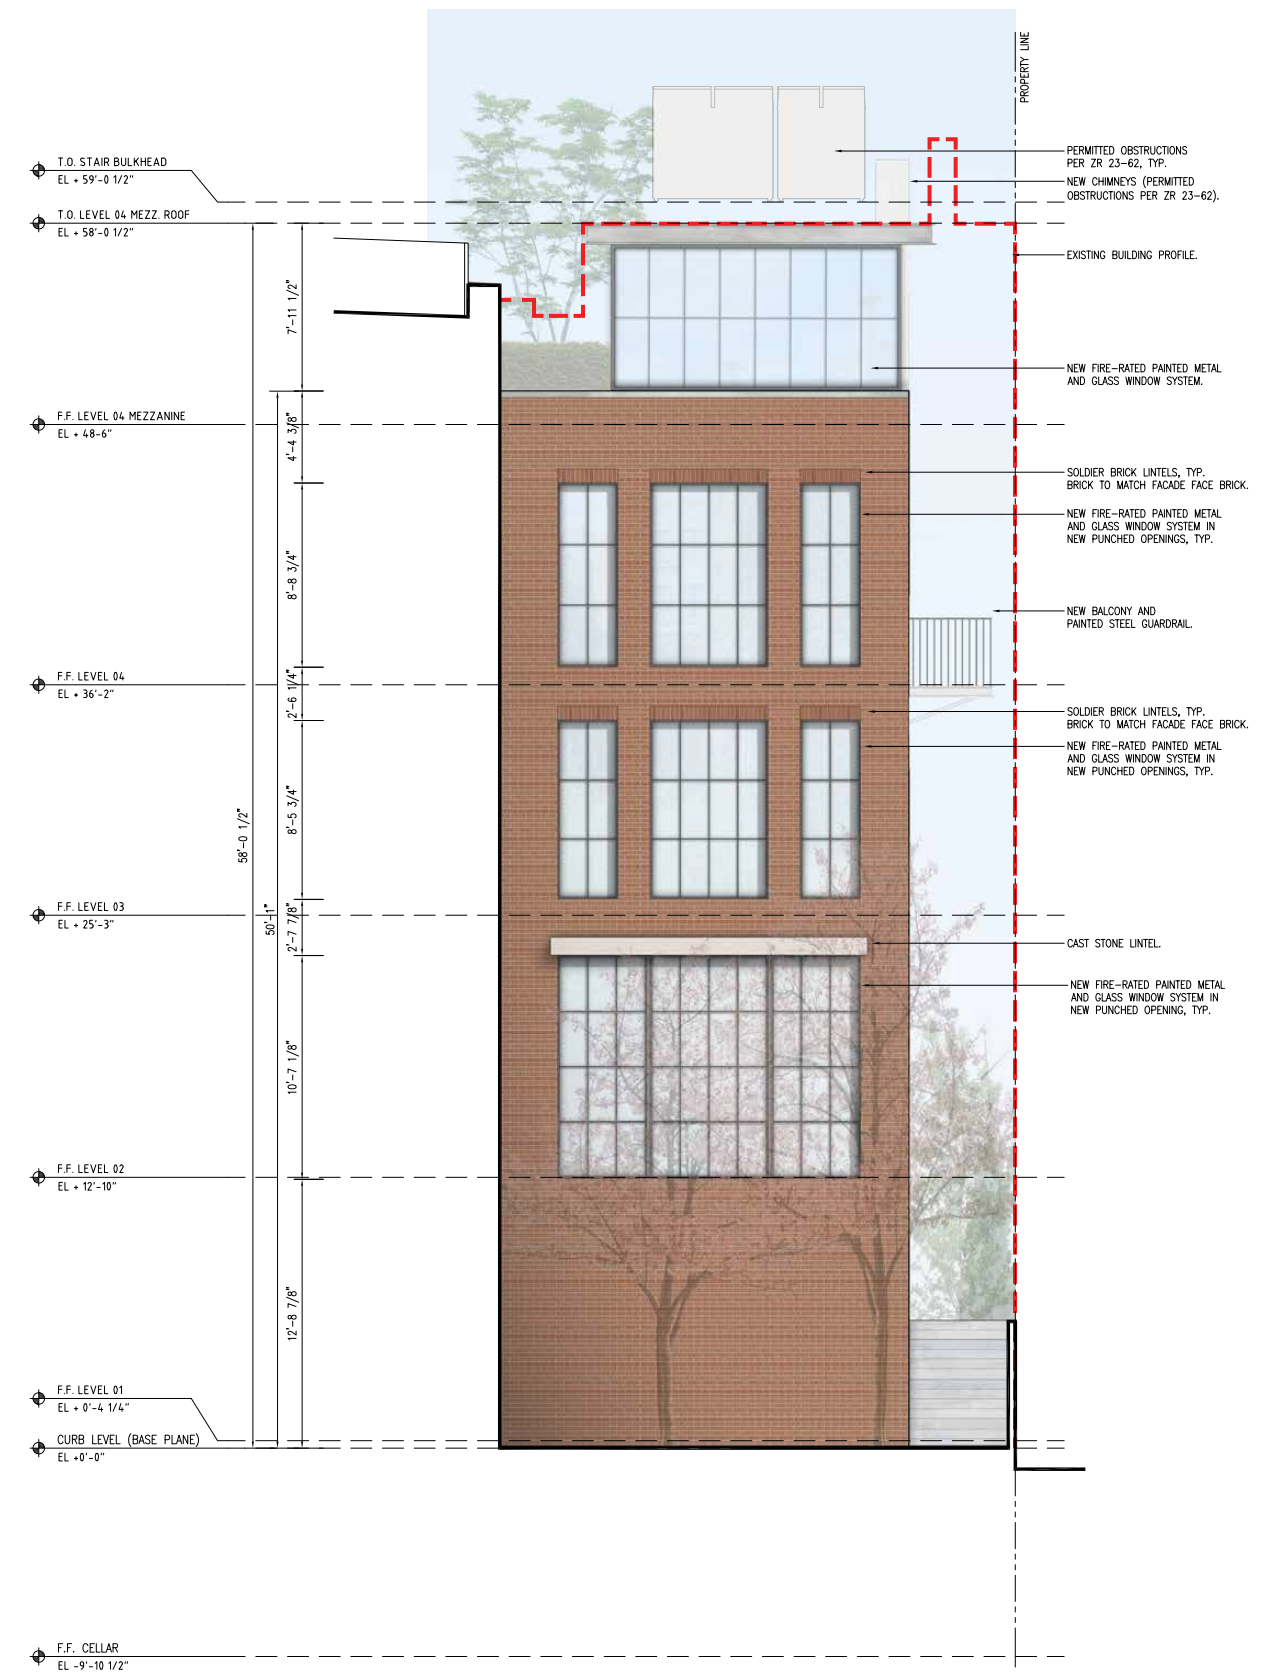 PROPERTY LINE
T.O. STAIR BULKHEAD
EL + 59'-0 1/2"
T.O. LEVEL 04 MEZZ. ROOF
EL + 58'-0 1/2"
F.F. LEVEL 04 MEZZANINE
EL + 48-6"
F.F. LEVEL 04
EL + 36'-2"
F.F. LEVEL 03
EL + 25'-3"
F.F. LEVEL 02
EL + 12'-10"
F.F. LEVEL 01
EL + 0'-4 1/4"
CURB LEVEL (BASE PLANE)
EL +0'-0"
F.F. CELLAR
EL -9'-10 1/2"
58'-0 1/2"
50'-1"
7'-11 1/2"
4'-4 3/8"
8'-8 3/4"
2'-6 1/4"
8'-5 3/4"
2'-7 7/8"
10'-7 1/8"
12'-8 7/8"
PERMITTED OBSTRUCTIONS
PER ZR 23-62, TYP.
NEW CHIMNEYS (PERMITTED
OBSTRUCTIONS PER ZR 23-62).
EXISTING BUILDING PROFILE.
NEW FIRE-RATED PAINTED METAL
AND GLASS WINDOW SYSTEM.
SOLDIER BRICK LINTELS, TYP.
BRICK TO MATCH FACADE FACE BRICK.
NEW FIRE-RATED PAINTED METAL
AND GLASS WINDOW SYSTEM IN
NEW PUNCHED OPENINGS, TYP.
NEW BALCONY AND
PAINTED STEEL GUARDRAIL.
SOLDIER BRICK LINTELS, TYP.
BRICK TO MATCH FACADE FACE BRICK.
NEW FIRE-RATED PAINTED METAL
AND GLASS WINDOW SYSTEM IN
NEW PUNCHED OPENINGS, TYP.
CAST STONE LINTEL.
NEW FIRE-RATED PAINTED METAL
AND GLASS WINDOW SYSTEM IN
NEW PUNCHED OPENING, TYP.